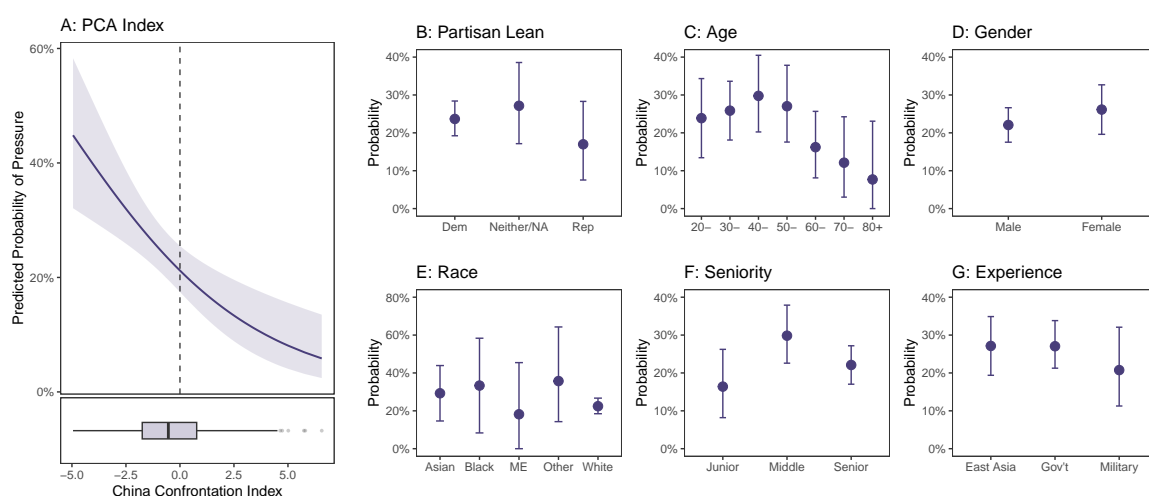 A: PCA Index
Predicted Probability of Pressure
60%
40%
20%
0%
−5.0 −2.5 0.0 2.5 5.0
China Confrontation Index
B: Partisan Lean
Probability
40%
30%
20%
10%
0%
Dem Neither/NA Rep
C: Age
Probability
40%
30%
20%
10%
0%
20− 30− 40− 50− 60− 70− 80+
D: Gender
Probability
40%
30%
20%
10%
0%
Male Female
E: Race
Probability
80%
60%
40%
20%
0%
Asian Black ME Other White
F: Seniority
Probability
40%
30%
20%
10%
0%
Junior Middle Senior
G: Experience
Probability
40%
30%
20%
10%
0%
East Asia Gov't Military